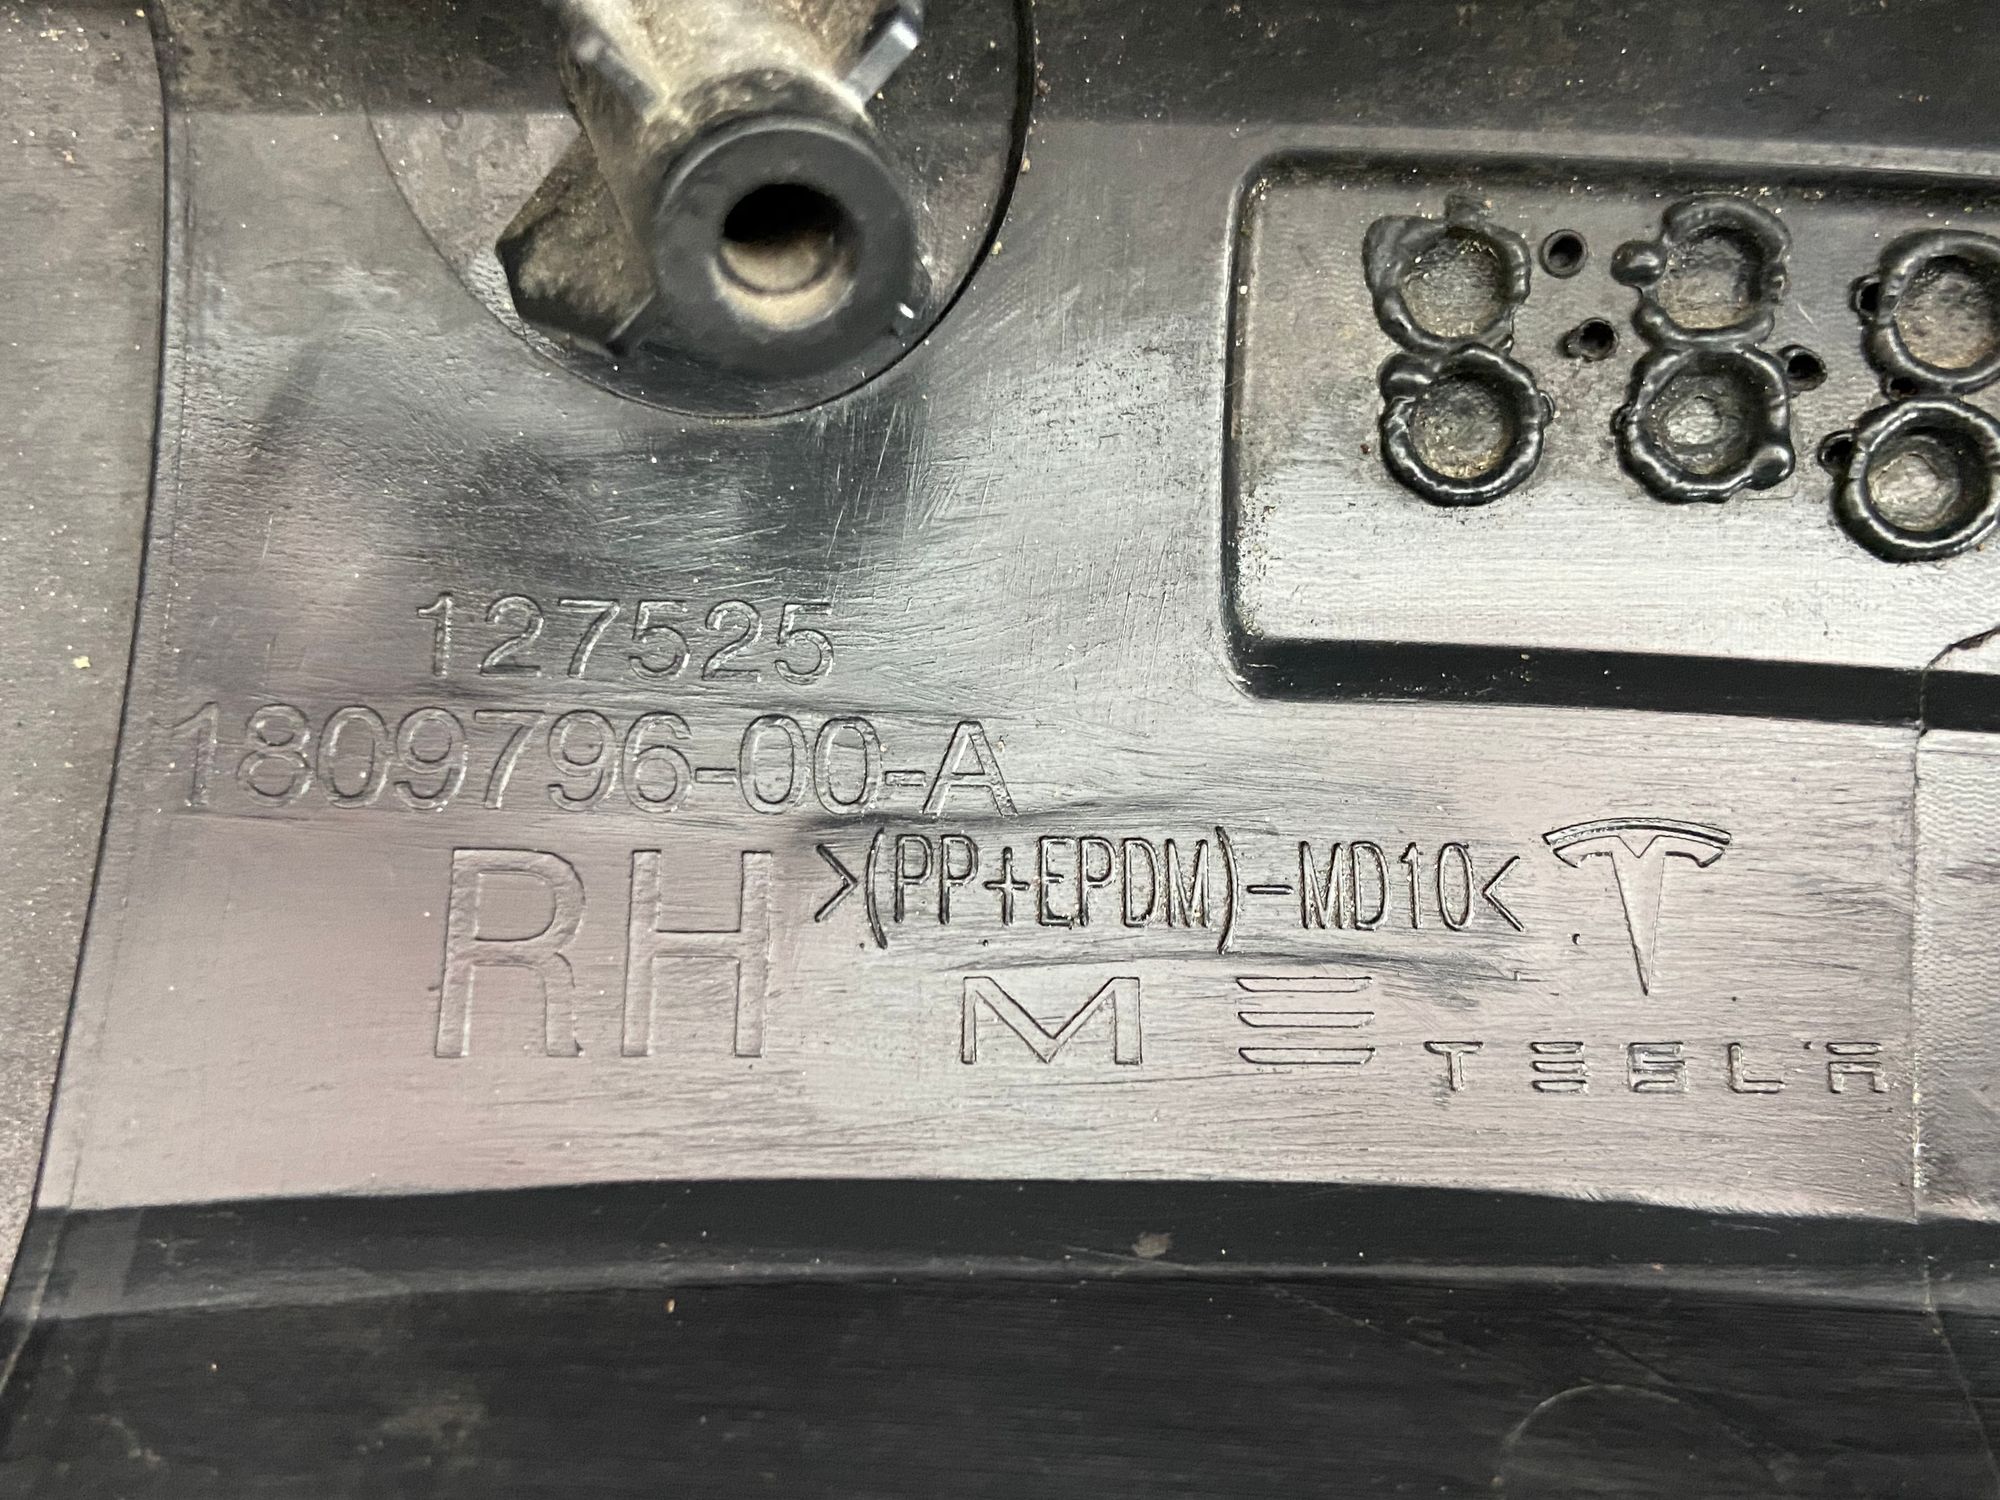 127525
1809796-00-A
RH >(PP+EPDM)-MD10<
M Ξ TESLA